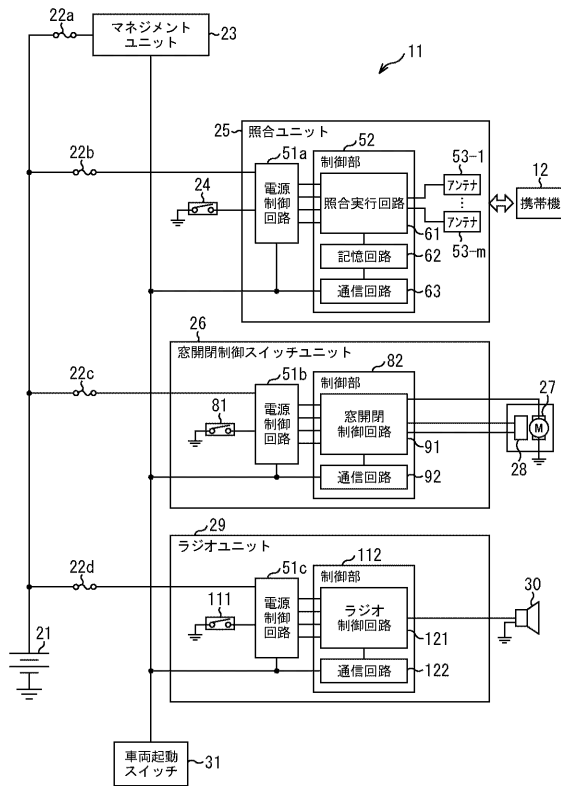 22a
マネジメント
ユニット
23
11
22b
25
照合ユニット
51a
52
制御部
電源
制御
回路
24
照合実行回路
61
53-1
アンテナ
アンテナ
53-m
12
携帯機
記憶回路
62
通信回路
63
26
窓開閉制御スイッチユニット
22c
51b
82
制御部
81
電源
制御
回路
窓開閉
制御回路
91
通信回路
92
27
M
28
29
ラジオユニット
22d
51c
112
制御部
111
電源
制御
回路
ラジオ
制御回路
121
通信回路
122
30
21
車両起動
スイッチ
31